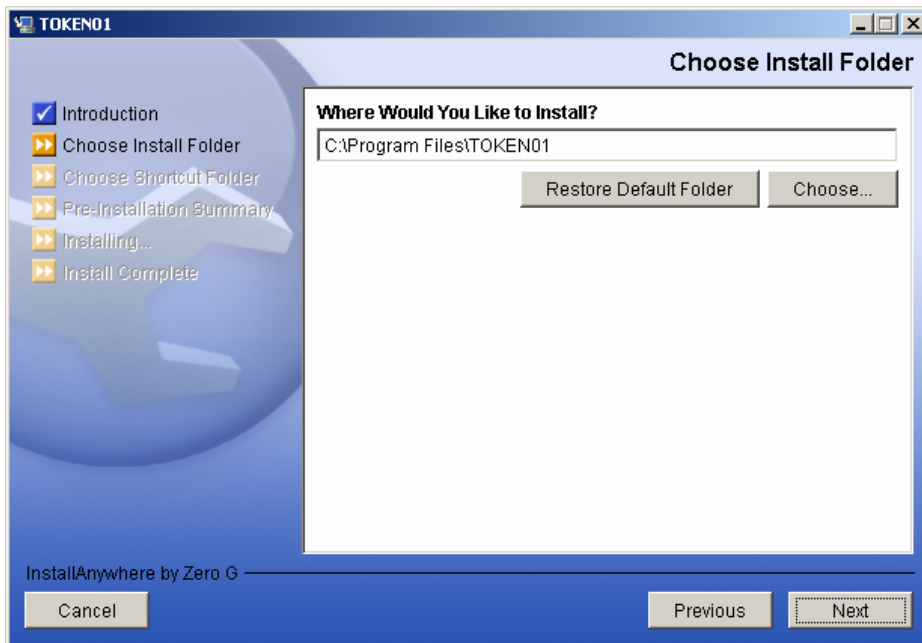 TOKEN01
Choose Install Folder
Introduction
Choose Install Folder
Choose Shortcut Folder
Pre-Installation Summary
Installing...
Install Complete
Where Would You Like to Install?
C:\Program Files\TOKEN01
Restore Default Folder
Choose...
InstallAnywhere by Zero G
Cancel
Previous
Next